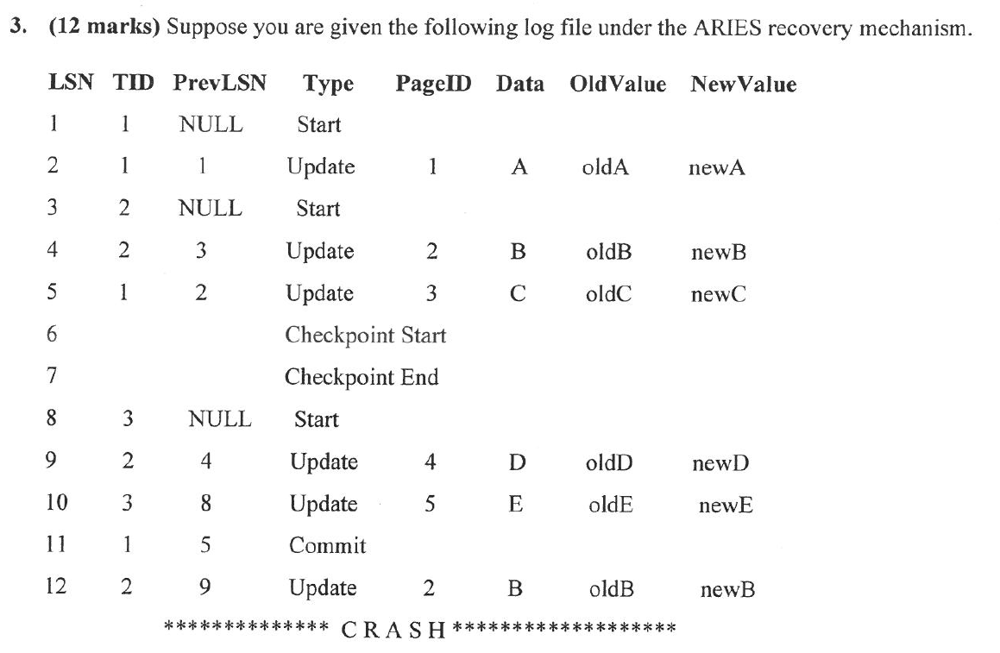 3. (12 marks) Suppose you are given the following log file under the ARIES recovery mechanism.
LSN TID PrevLSN Type PageID Data OldValue NewValue
1 1 NULL Start
2 1 1 Update 1 A oldA newA
3 2 NULL Start
4 2 3 Update 2 B oldB newB
5 1 2 Update 3 C oldC newC
6 Checkpoint Start
7 Checkpoint End
8 3 NULL Start
9 2 4 Update 4 D oldD newD
10 3 8 Update 5 E oldE newE
11 1 5 Commit
12 2 9 Update 2 B oldB newB
************** C R A S H *******************